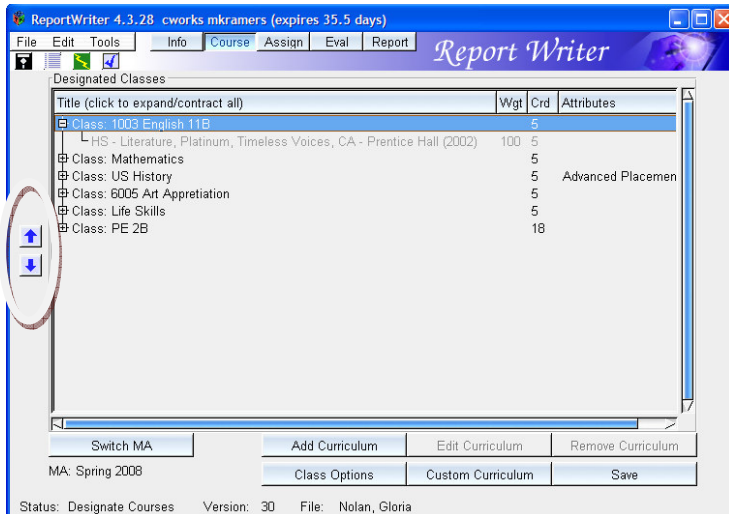 ReportWriter 4.3.28 cworks mkramers (expires 35.5 days)
File Edit Tools Info Course Assign Eval Report
Report Writer
Designated Classes
Title (click to expand/contract all) Wgt Crd Attributes
Class: 1003 English 11B 5
HS - Literature, Platinum, Timeless Voices, CA - Prentice Hall (2002) 100 5
Class: Mathematics 5
Class: US History 5 Advanced Placemen
Class: 6005 Art Appretiation 5
Class: Life Skills 5
Class: PE 2B 18
Switch MA Add Curriculum Edit Curriculum Remove Curriculum
MA: Spring 2008 Class Options Custom Curriculum Save
Status: Designate Courses Version: 30 File: Nolan, Gloria